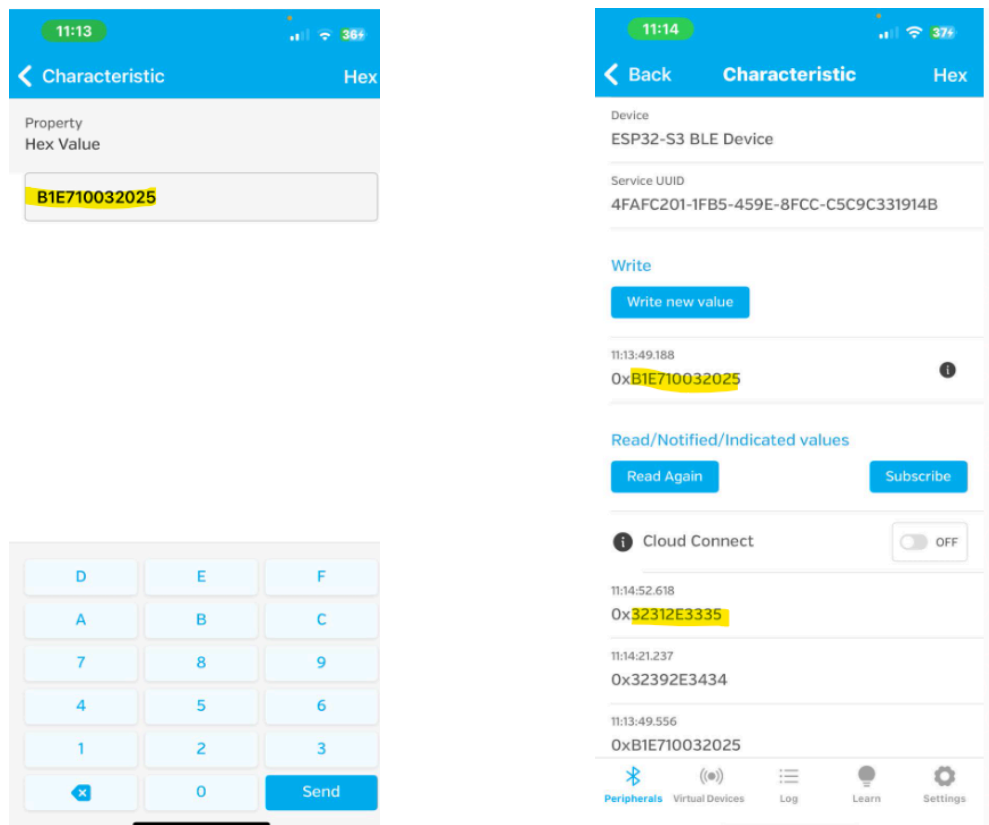 11:13
36
Characteristic
Hex
Property
Hex Value
B1E710032025
D E F
A B C
7 8 9
4 5 6
1 2 3
0 Send
11:14
37
Back Characteristic Hex
Device
ESP32-S3 BLE Device
Service UUID
4FAFC201-1FB5-459E-8FCC-C5C9C331914B
Write
Write new value
11:13:49.188
0xB1E710032025
Read/Notified/Indicated values
Read Again Subscribe
Cloud Connect OFF
11:14:52.618
0x32312E3335
11:14:21.237
0x32392E3434
11:13:49.556
0xB1E710032025
Peripherals Virtual Devices Log Learn Settings